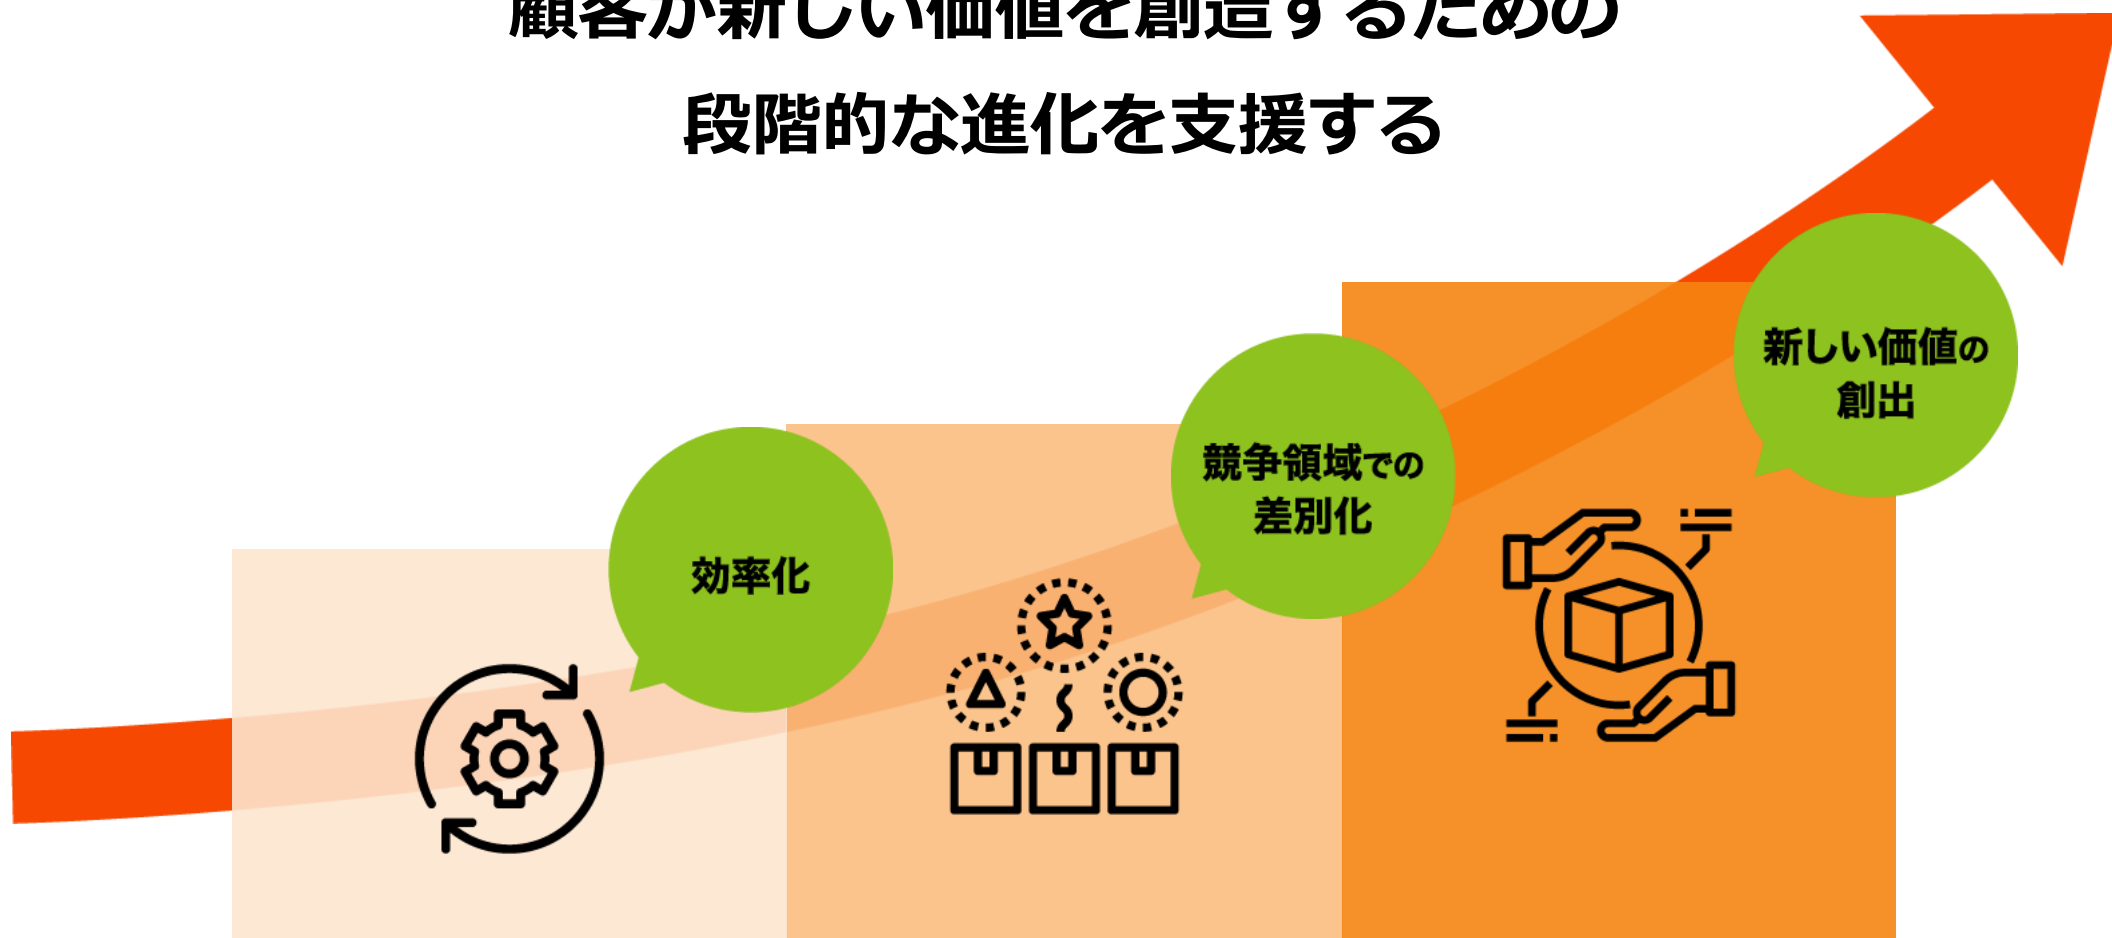 顧客が新しい価値を創造するための
段階的な進化を支援する
新しい価値の
創出
競争領域での
差別化
効率化